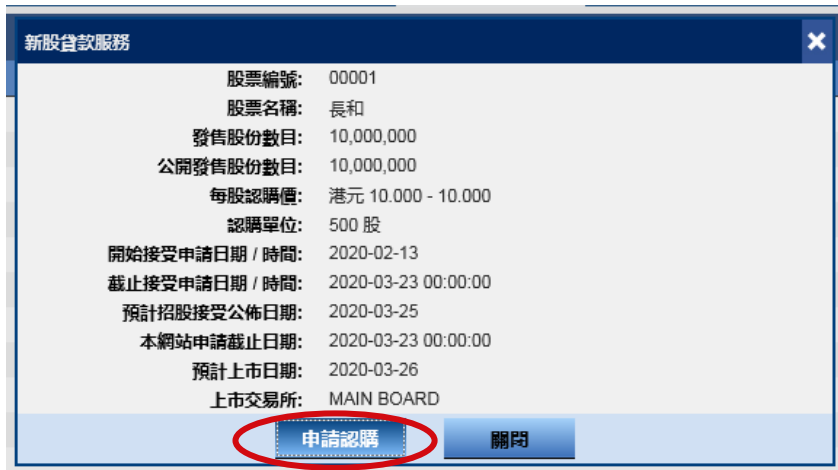 新股貸款服務
股票編號: 00001
股票名稱: 長和
發售股份數目: 10,000,000
公開發售股份數目: 10,000,000
每股認購價: 港元 10.000 - 10.000
認購單位: 500 股
開始接受申請日期 / 時間: 2020-02-13
截止接受申請日期 / 時間: 2020-03-23 00:00:00
預計招股接受公佈日期: 2020-03-25
本網站申請截止日期: 2020-03-23 00:00:00
預計上市日期: 2020-03-26
上市交易所: MAIN BOARD
申請認購 關閉